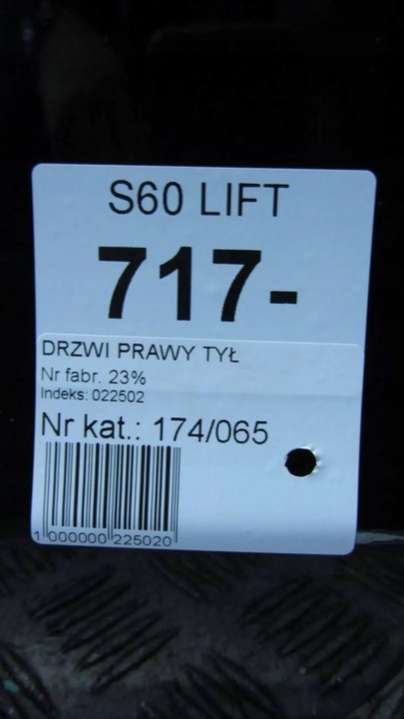 S60 LIFT
717-
DRZWI PRAWY TYŁ
Nr fabr. 23%
Indeks: 022502
Nr kat.: 174/065
1 000000 225020